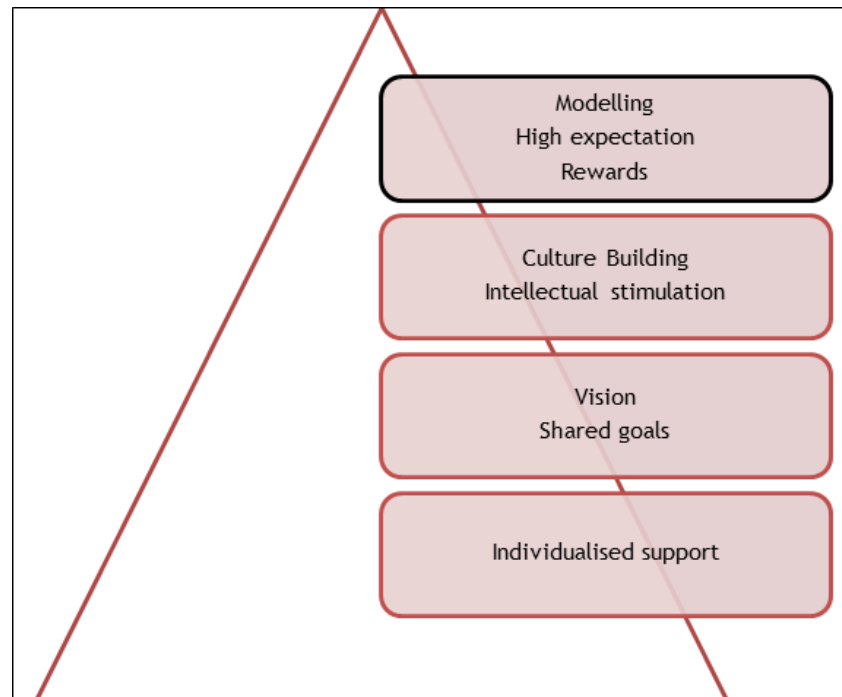 Modelling
High expectation
Rewards
Culture Building
Intellectual stimulation
Vision
Shared goals
Individualised support